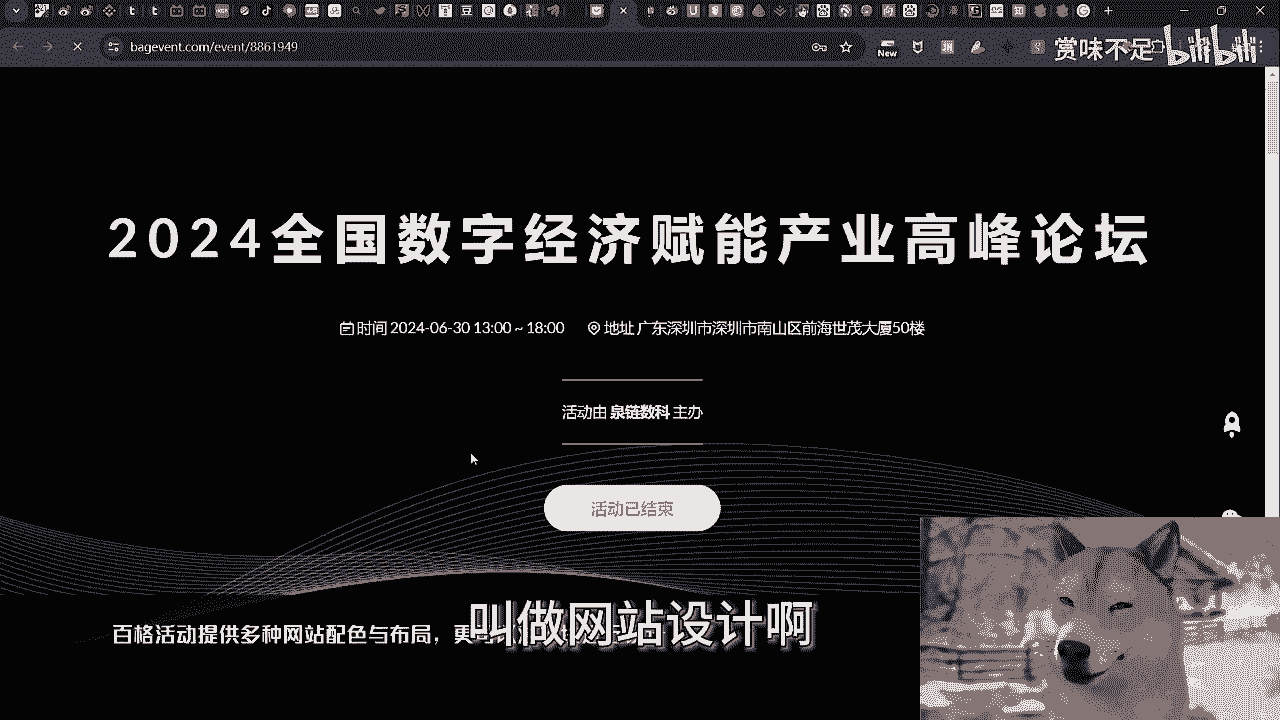 bagevent.com/event/8861949
New
赏味不足 bilibili
2024全国数字经济赋能产业高峰论坛
时间 2024-06-30 13:00 ~ 18:00 地址 广东深圳市深圳市南山区前海世茂大厦50楼
活动由 泉链数科 主办
活动已结束
百格活动提供多种网站配色与布局，更
叫做网站设计啊